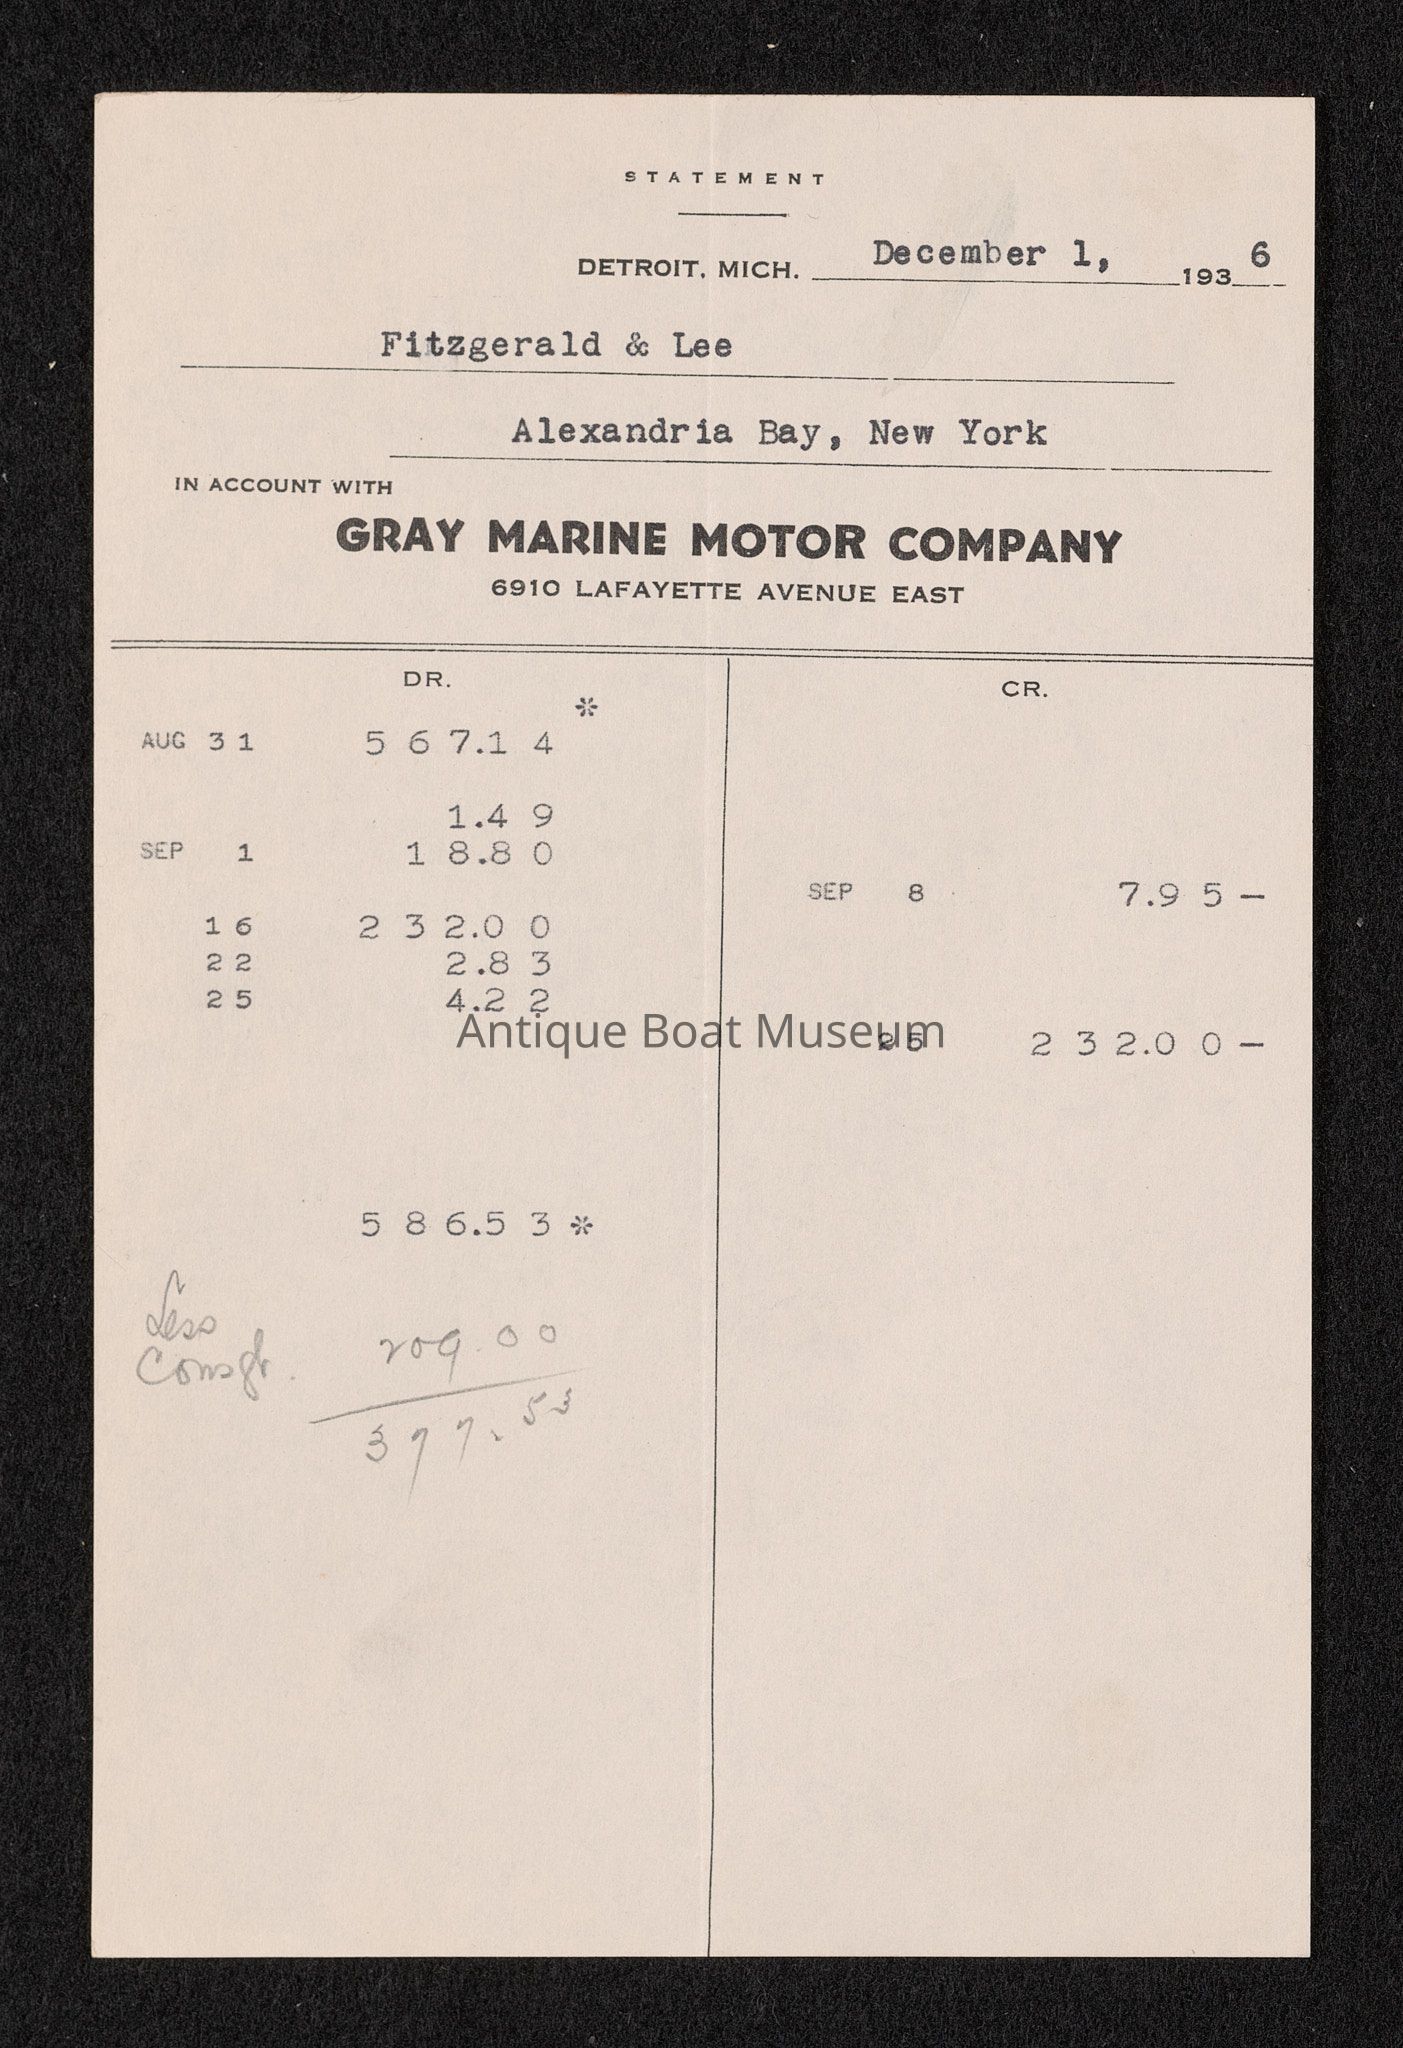 STATEMENT
DETROIT, MICH. December 1, 1936
Fitzgerald & Lee
Alexandria Bay, New York
IN ACCOUNT WITH
GRAY MARINE MOTOR COMPANY
6910 LAFAYETTE AVENUE EAST
DR. CR.
*
AUG 31 567.14
1.49
SEP 1 18.80
SEP 8 7.95-
16 232.00
22 2.83
25 4.22
Antique Boat Museum
25 232.00-
586.53*
Less
Consgt. 209.00
377.53